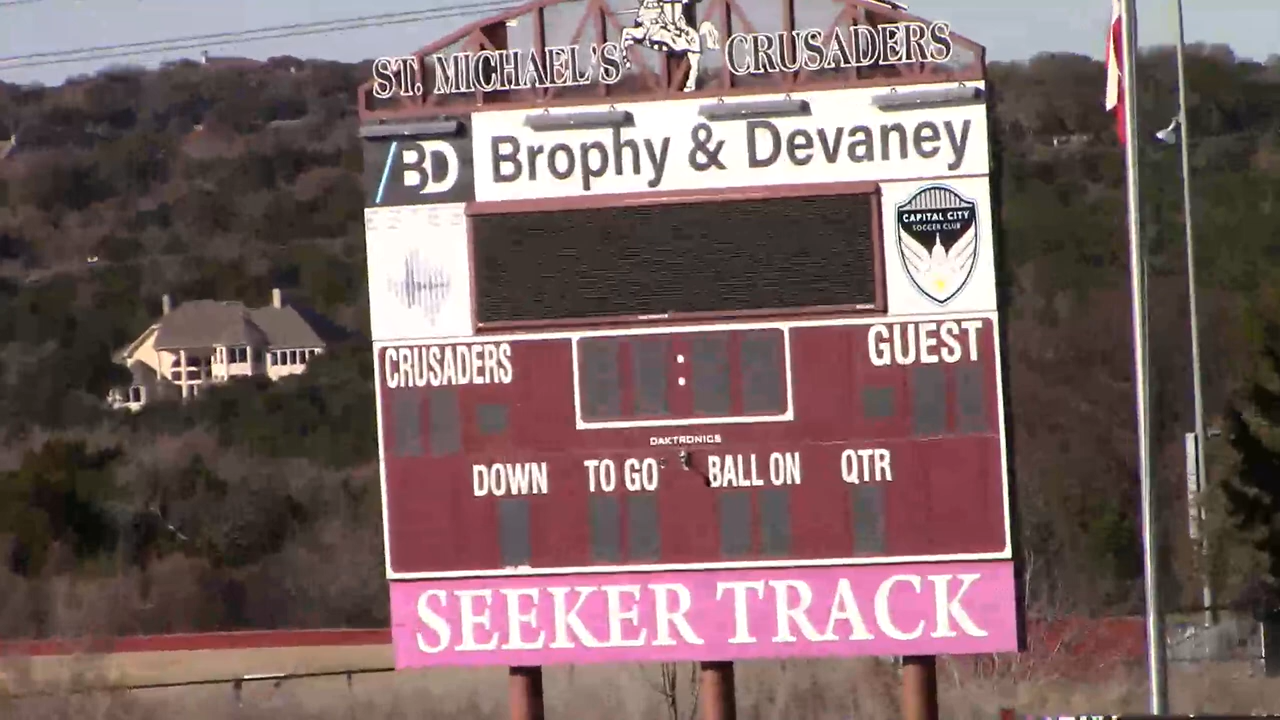 ST. MICHAEL'S CRUSADERS
BD Brophy & Devaney
ESTES
CAPITAL CITY
SOCCER CLUB
CRUSADERS GUEST
DAKTRONICS
DOWN TO GO BALL ON QTR
SEEKER TRACK